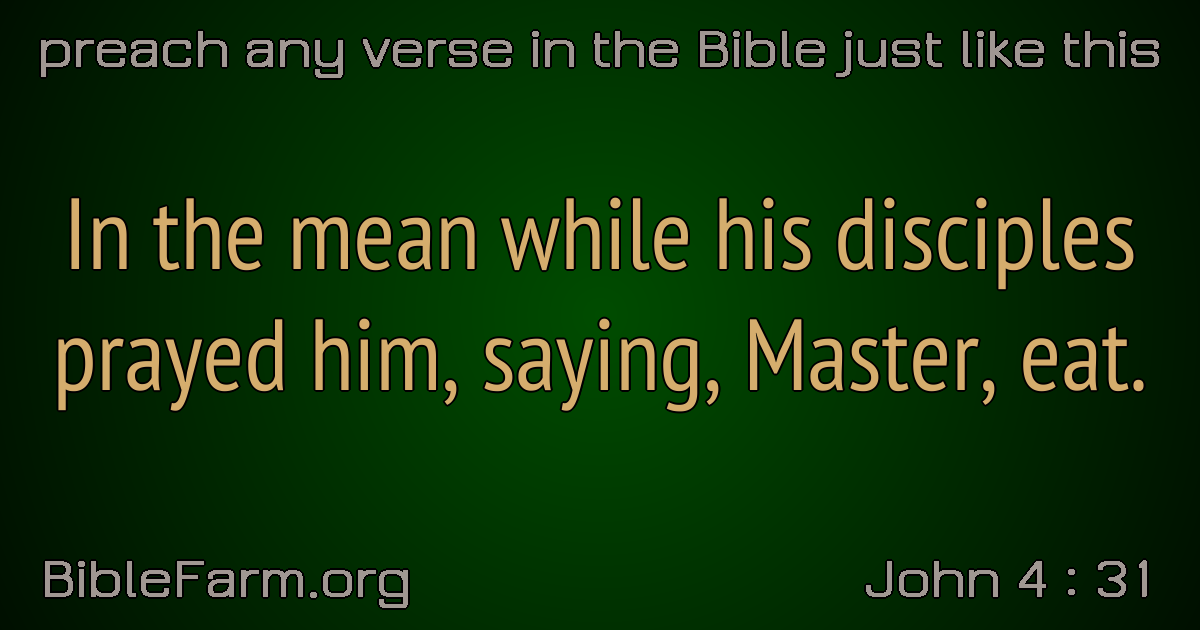 preach any verse in the Bible just like this
In the mean while his disciples
prayed him, saying, Master, eat.
BibleFarm.org
John 4 : 31